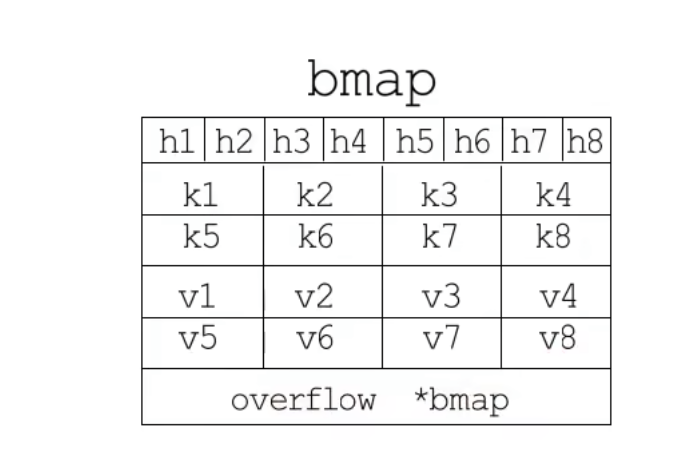 bmap
h1 h2 h3 h4 h5 h6 h7 h8
k1 k2 k3 k4
k5 k6 k7 k8
v1 v2 v3 v4
v5 v6 v7 v8
overflow *bmap